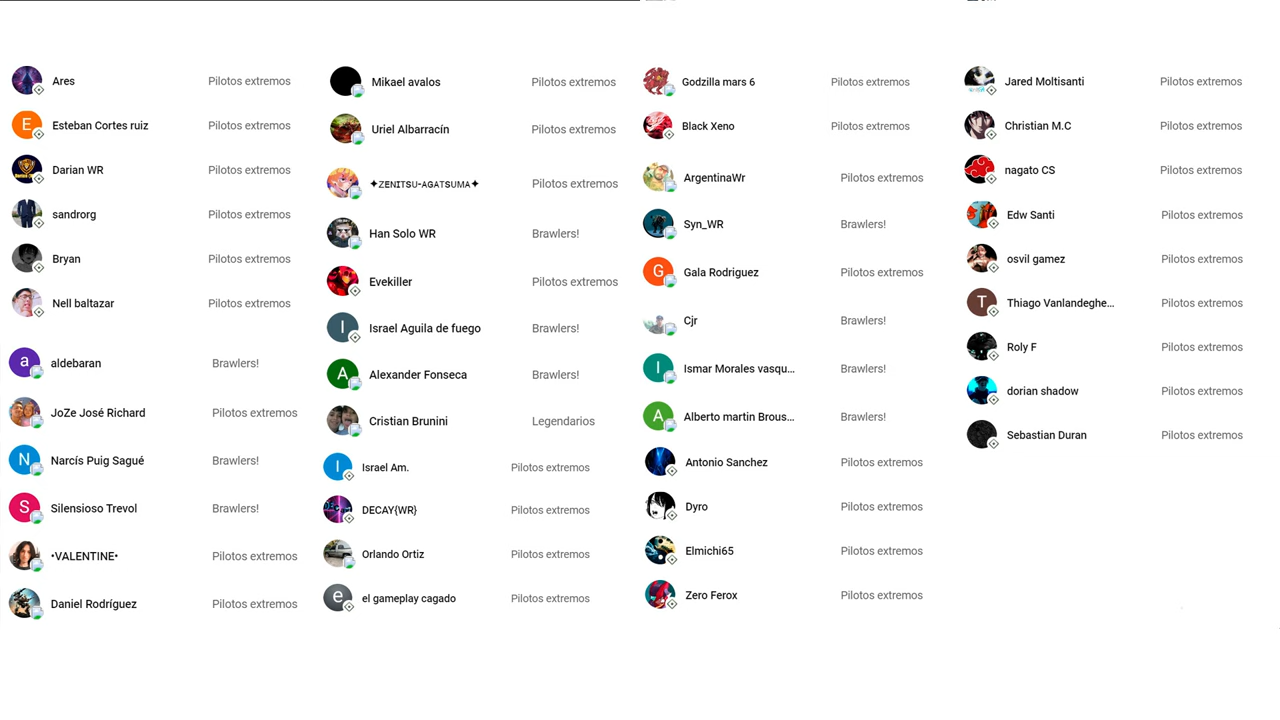 Ares Pilotos extremos
E Esteban Cortes ruiz Pilotos extremos
Darian WR Pilotos extremos
sandrorg Pilotos extremos
Bryan Pilotos extremos
Nell baltazar Pilotos extremos
a aldebaran Brawlers!
JoZe José Richard Pilotos extremos
N Narcís Puig Sagué Brawlers!
S Silensioso Trevol Brawlers!
•VALENTINE• Pilotos extremos
Daniel Rodríguez Pilotos extremos
Mikael avalos Pilotos extremos
Uriel Albarracín Pilotos extremos
✦ZENITSU-AGATSUMA✦ Pilotos extremos
Han Solo WR Brawlers!
Evekiller Pilotos extremos
I Israel Aguila de fuego Brawlers!
A Alexander Fonseca Brawlers!
Cristian Brunini Legendarios
I Israel Am. Pilotos extremos
DECAY{WR} Pilotos extremos
Orlando Ortiz Pilotos extremos
e el gameplay cagado Pilotos extremos
Godzilla mars 6 Pilotos extremos
Black Xeno Pilotos extremos
ArgentinaWr Pilotos extremos
Syn_WR Brawlers!
G Gala Rodriguez Pilotos extremos
Cjr Brawlers!
I Ismar Morales vasqu... Brawlers!
A Alberto martin Brous... Brawlers!
Antonio Sanchez Pilotos extremos
Dyro Pilotos extremos
Elmichi65 Pilotos extremos
Zero Ferox Pilotos extremos
Jared Moltisanti Pilotos extremos
Christian M.C Pilotos extremos
nagato CS Pilotos extremos
Edw Santi Pilotos extremos
osvil gamez Pilotos extremos
T Thiago Vanlandeghe... Pilotos extremos
Roly F Pilotos extremos
dorian shadow Pilotos extremos
Sebastian Duran Pilotos extremos